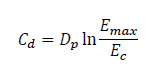 C_d = D_p ln E_max / E_c